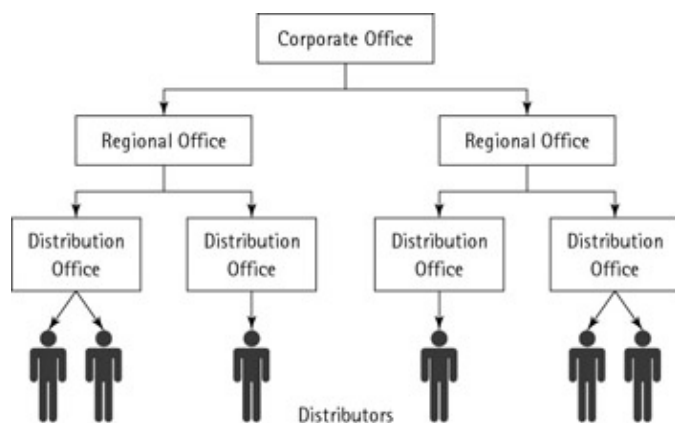 Corporate Office
Regional Office
Regional Office
Distribution
Office
Distribution
Office
Distribution
Office
Distribution
Office
Distributors